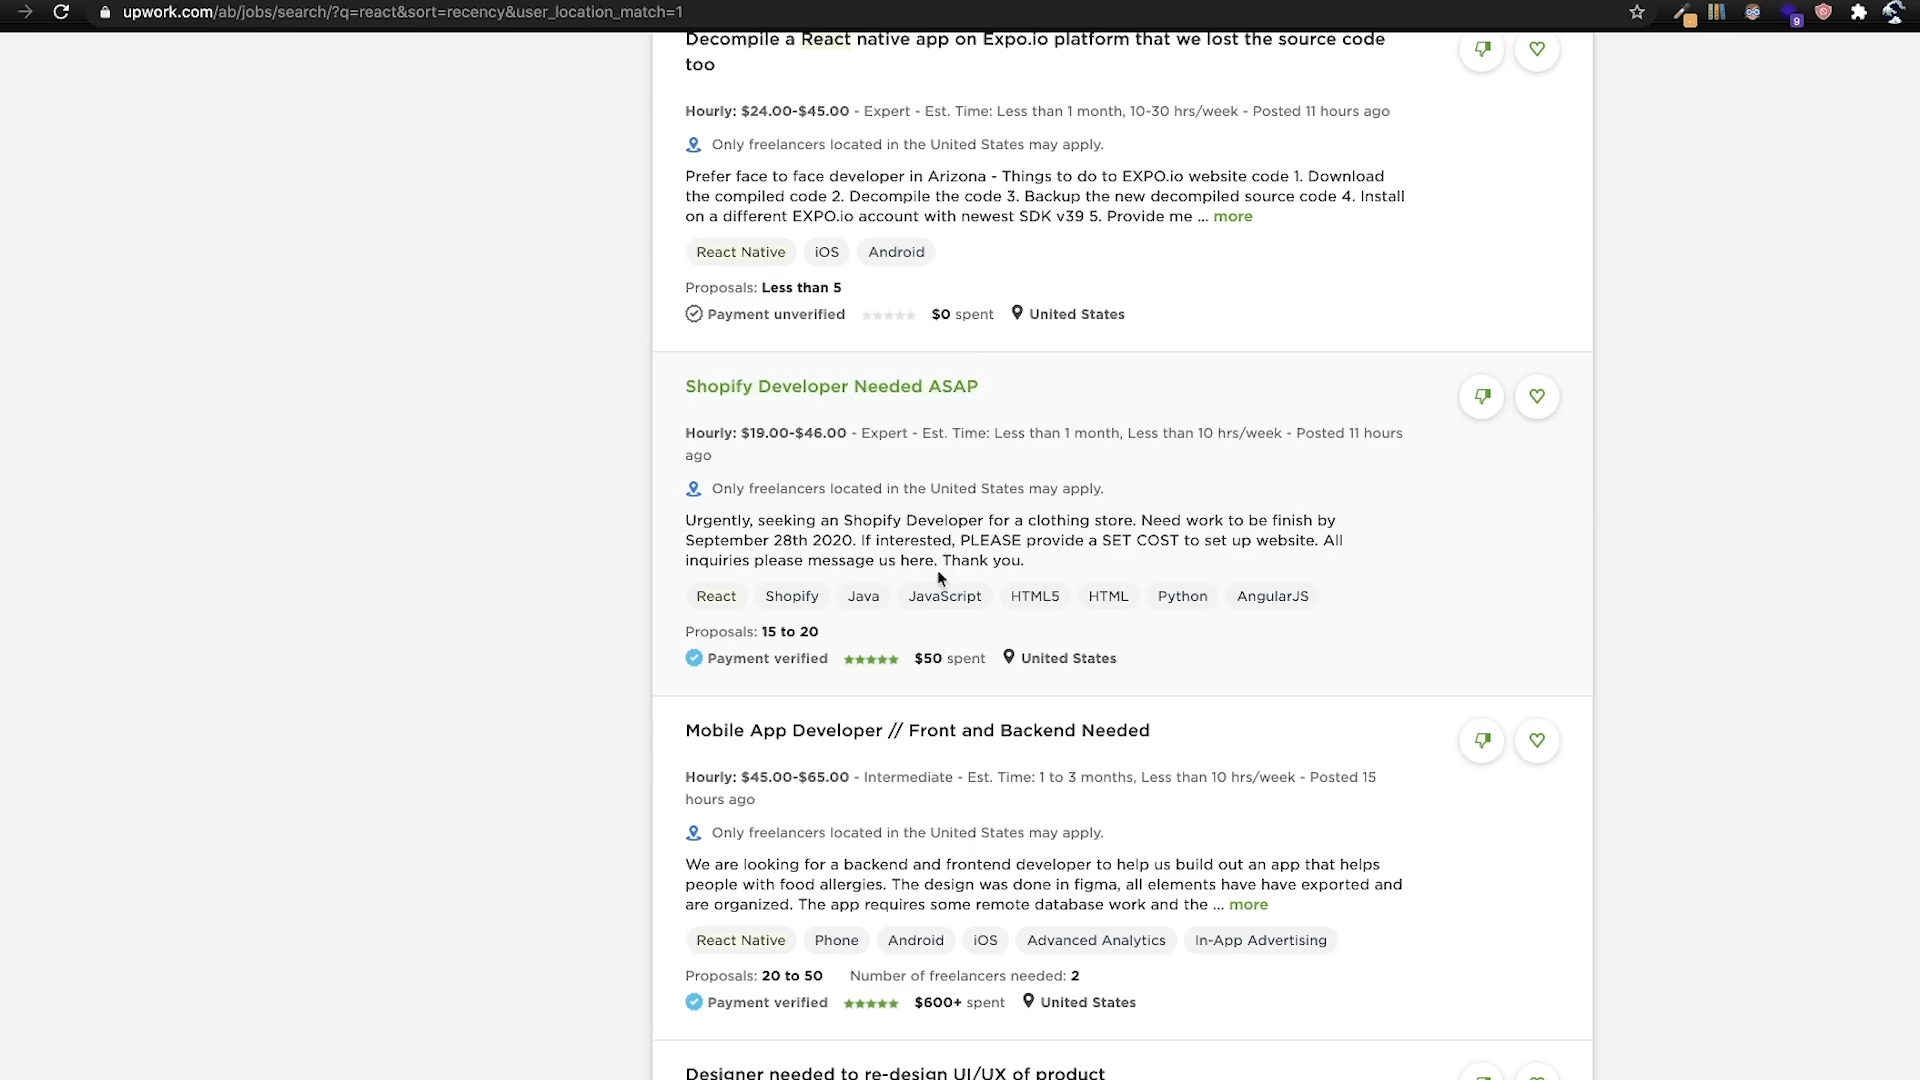 upwork.com/ab/jobs/search/?q=react&sort=recency&user_location_match=1
9
Decompile a React native app on Expo.io platform that we lost the source code
too
Hourly: $24.00-$45.00 - Expert - Est. Time: Less than 1 month, 10-30 hrs/week - Posted 11 hours ago
Only freelancers located in the United States may apply.
Prefer face to face developer in Arizona - Things to do to EXPO.io website code 1. Download
the compiled code 2. Decompile the code 3. Backup the new decompiled source code 4. Install
on a different EXPO.io account with newest SDK v39 5. Provide me ... more
React Native iOS Android
Proposals: Less than 5
Payment unverified $0 spent United States
Shopify Developer Needed ASAP
Hourly: $19.00-$46.00 - Expert - Est. Time: Less than 1 month, Less than 10 hrs/week - Posted 11 hours
ago
Only freelancers located in the United States may apply.
Urgently, seeking an Shopify Developer for a clothing store. Need work to be finish by
September 28th 2020. If interested, PLEASE provide a SET COST to set up website. All
inquiries please message us here. Thank you.
React Shopify Java JavaScript HTML5 HTML Python AngularJS
Proposals: 15 to 20
Payment verified $50 spent United States
Mobile App Developer // Front and Backend Needed
Hourly: $45.00-$65.00 - Intermediate - Est. Time: 1 to 3 months, Less than 10 hrs/week - Posted 15
hours ago
Only freelancers located in the United States may apply.
We are looking for a backend and frontend developer to help us build out an app that helps
people with food allergies. The design was done in figma, all elements have have exported and
are organized. The app requires some remote database work and the ... more
React Native Phone Android iOS Advanced Analytics In-App Advertising
Proposals: 20 to 50 Number of freelancers needed: 2
Payment verified $600+ spent United States
Designer needed to re-design UI/UX of product